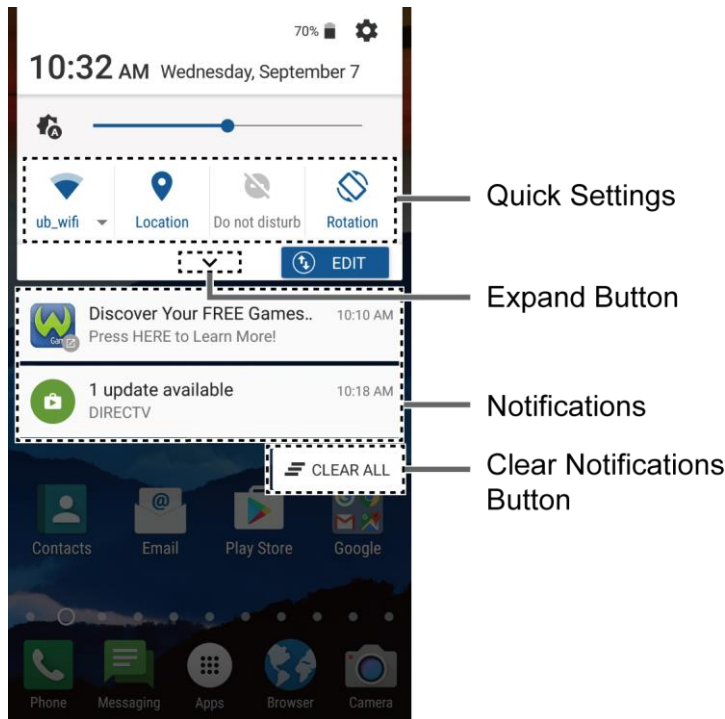 70%
10:32 AM Wednesday, September 7
ub_wifi Location Do not disturb Rotation
Quick Settings
EDIT
Expand Button
Discover Your FREE Games.. 10:10 AM
Press HERE to Learn More!
1 update available 10:18 AM
DIRECTV
Notifications
CLEAR ALL
Clear Notifications
Button
Contacts Email Play Store Google
Phone Messaging Apps Browser Camera